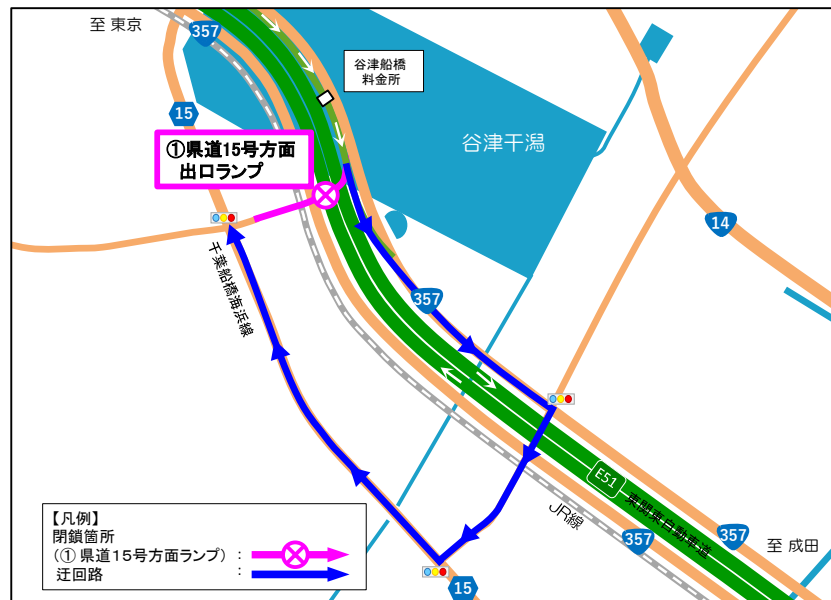 至 東京
357
谷津船橋
料金所
15
谷津干潟
①県道15号方面
出口ランプ
14
千葉船橋海浜線
357
E51
東関東自動車道
JR線
357
357
至 成田
15
【凡例】
閉鎖箇所
(① 県道15号方面ランプ) :
迂回路 :